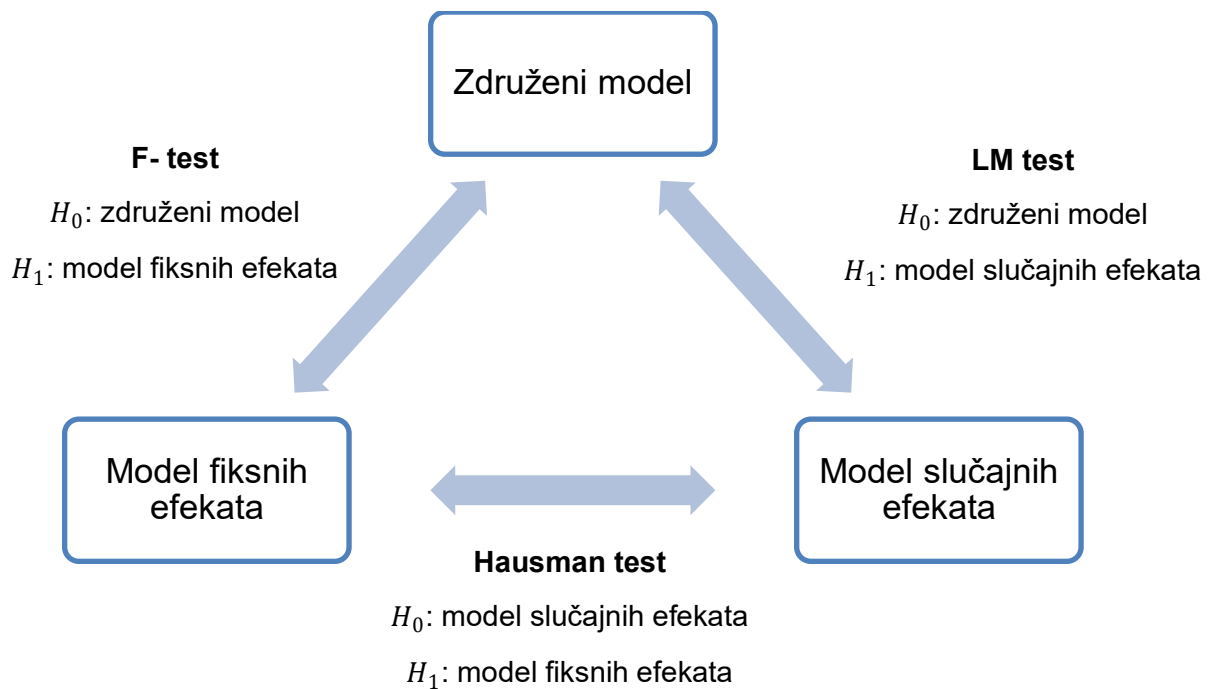 Združeni model
F- test
H₀: združeni model
H₁: model fiksnih efekata
LM test
H₀: združeni model
H₁: model slučajnih efekata
Model fiksnih
efekata
Model slučajnih
efekata
Hausman test
H₀: model slučajnih efekata
H₁: model fiksnih efekata